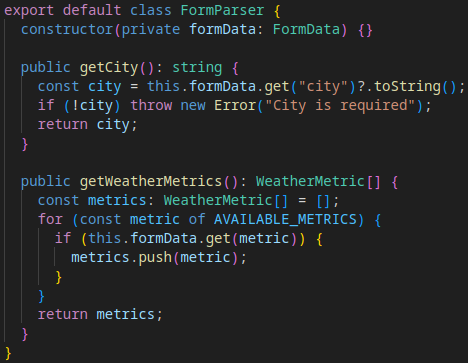 export default class FormParser {
  constructor(private formData: FormData) {}

  public getCity(): string {
    const city = this.formData.get("city")?.toString();
    if (!city) throw new Error("City is required");
    return city;
  }

  public getWeatherMetrics(): WeatherMetric[] {
    const metrics: WeatherMetric[] = [];
    for (const metric of AVAILABLE_METRICS) {
      if (this.formData.get(metric)) {
        metrics.push(metric);
      }
    }
    return metrics;
  }
}